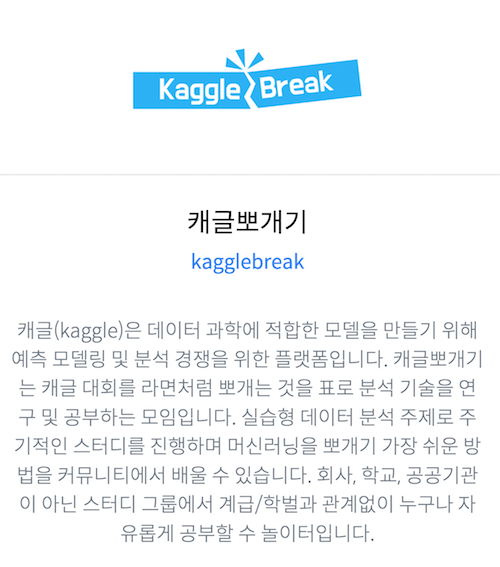 Kaggle Break
캐글뽀개기
kagglebreak
캐글(kaggle)은 데이터 과학에 적합한 모델을 만들기 위해
예측 모델링 및 분석 경쟁을 위한 플랫폼입니다. 캐글뽀개기
는 캐글 대회를 라면처럼 뽀개는 것을 표로 분석 기술을 연
구 및 공부하는 모임입니다. 실습형 데이터 분석 주제로 주
기적인 스터디를 진행하며 머신러닝을 뽀개기 가장 쉬운 방
법을 커뮤니티에서 배울 수 있습니다. 회사, 학교, 공공기관
이 아닌 스터디 그룹에서 계급/학벌과 관계없이 누구나 자
유롭게 공부할 수 놀이터입니다.